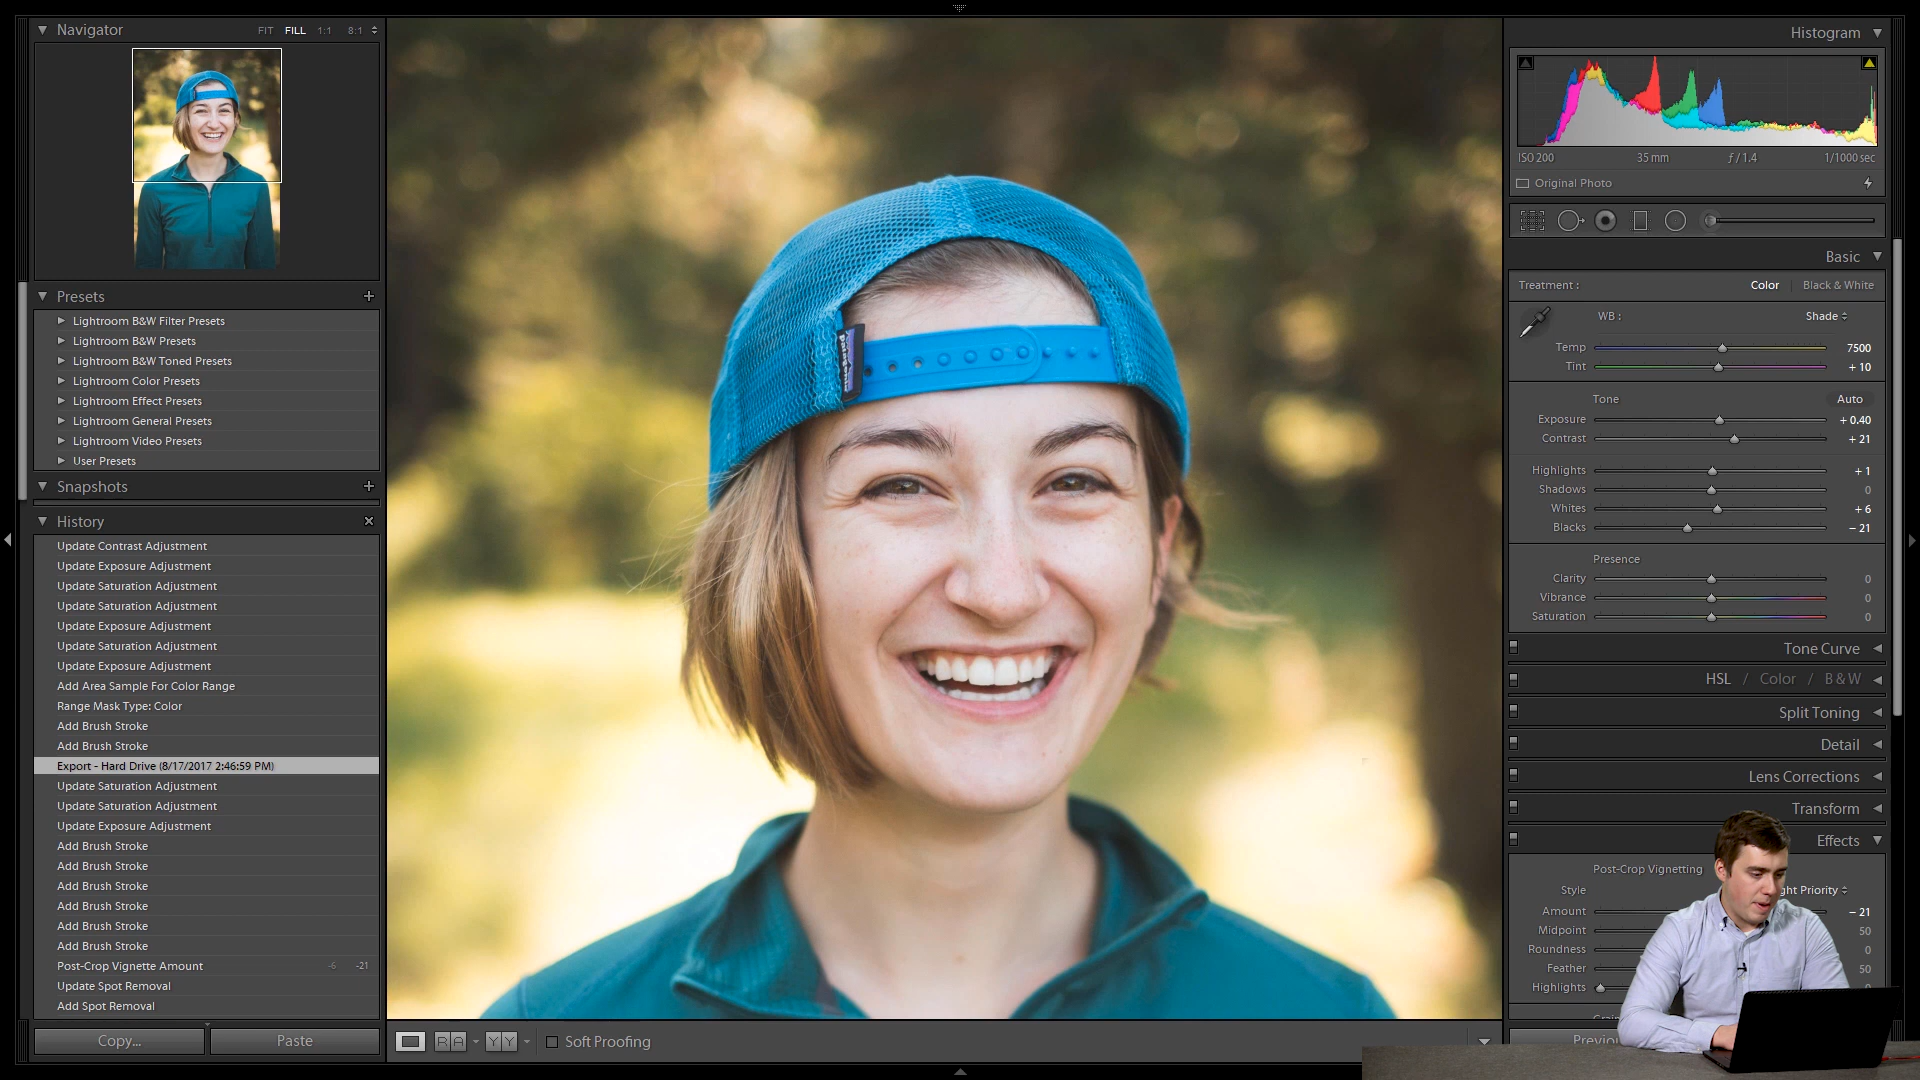 Navigator FIT FILL 1:1 8:1
Presets
Lightroom B&W Filter Presets
Lightroom B&W Presets
Lightroom B&W Toned Presets
Lightroom Color Presets
Lightroom Effect Presets
Lightroom General Presets
Lightroom Video Presets
User Presets
Snapshots
History
Update Contrast Adjustment
Update Exposure Adjustment
Update Saturation Adjustment
Update Saturation Adjustment
Update Exposure Adjustment
Update Saturation Adjustment
Update Exposure Adjustment
Add Area Sample For Color Range
Range Mask Type: Color
Add Brush Stroke
Add Brush Stroke
Export - Hard Drive (8/17/2017 2:46:59 PM)
Update Saturation Adjustment
Update Saturation Adjustment
Update Exposure Adjustment
Add Brush Stroke
Add Brush Stroke
Add Brush Stroke
Add Brush Stroke
Add Brush Stroke
Add Brush Stroke
Post-Crop Vignette Amount -6 -21
Update Spot Removal
Add Spot Removal
Copy... Paste
patagonia
R A Y Y Soft Proofing
Histogram
ISO 200 35 mm ƒ / 1.4 1/1000 sec
Original Photo
Basic
Treatment : Color Black & White
WB : Shade
Temp 7500
Tint + 10
Tone Auto
Exposure + 0.40
Contrast + 21
Highlights + 1
Shadows 0
Whites + 6
Blacks − 21
Presence
Clarity 0
Vibrance 0
Saturation 0
Tone Curve
HSL / Color / B & W
Split Toning
Detail
Lens Corrections
Transform
Effects
Post-Crop Vignetting
Style ght Priority
Amount − 21
Midpoint 50
Roundness 0
Feather 50
Highlights 0
Previo